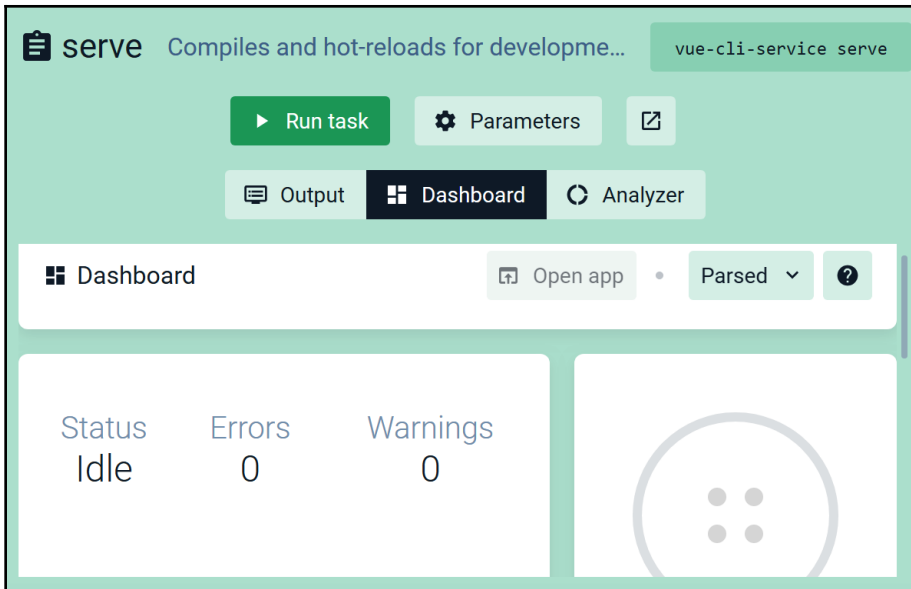 serve Compiles and hot-reloads for developme... vue-cli-service serve
Run task Parameters
Output Dashboard Analyzer
Dashboard Open app Parsed
Status Errors Warnings
Idle 0 0